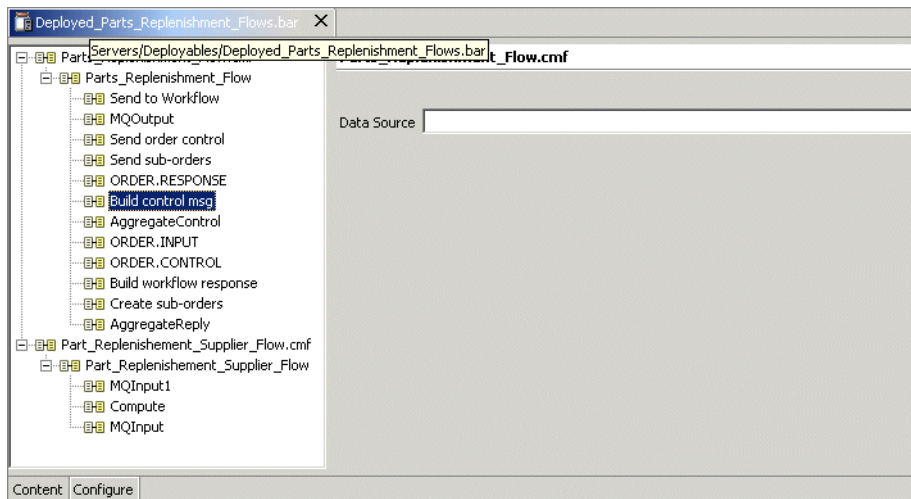 Deployed_Parts_Replenishment_Flows.bar X
Servers/Deployables/Deployed_Parts_Replenishment_Flows.bar
Parts_Replenishment_Flow.cmf
Parts_Replenishment_Flow
Send to Workflow
MQOutput
Send order control
Send sub-orders
ORDER.RESPONSE
Build control msg
AggregateControl
ORDER.INPUT
ORDER.CONTROL
Build workflow response
Create sub-orders
AggregateReply
Part_Replenishement_Supplier_Flow.cmf
Part_Replenishement_Supplier_Flow
MQInput1
Compute
MQInput
Data Source
Content Configure